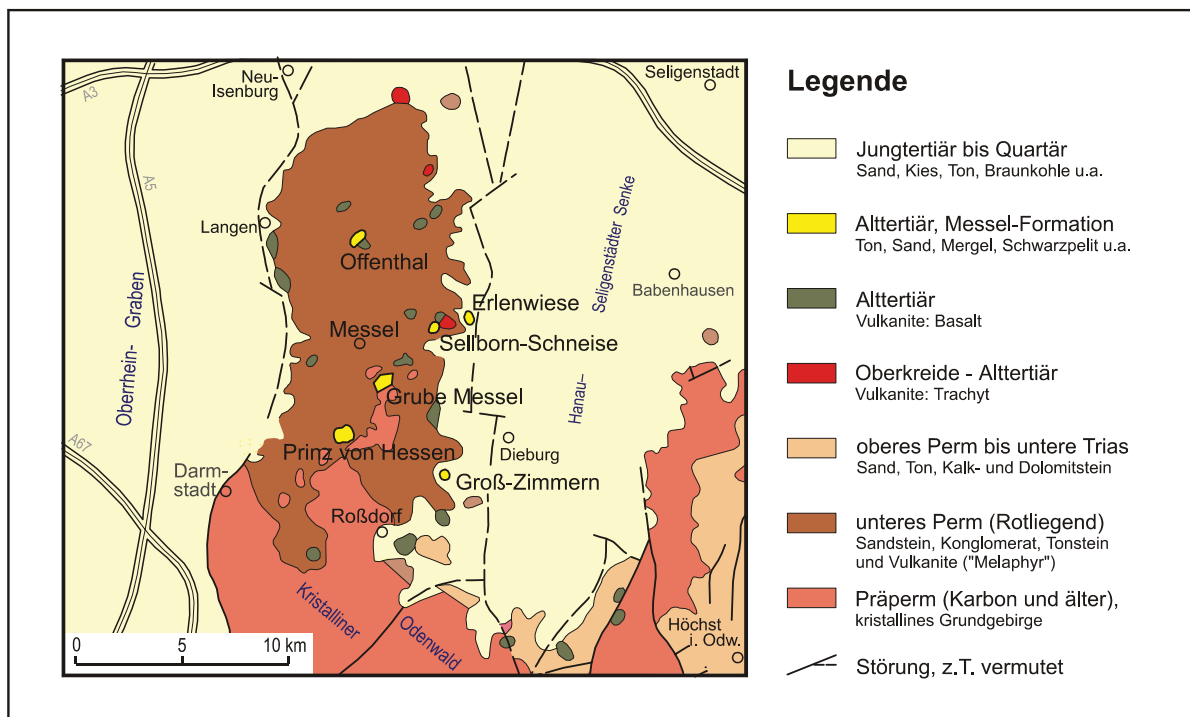 A3
Neu-
Isenburg
Seligenstadt
A5
Langen
Offenthal
Seligenstädter Senke
Babenhausen
Oberrhein- Graben
Erlenwiese
Messel
Sellborn-Schneise
Grube Messel
Hanau–
A67
Prinz von Hessen
Dieburg
Darm-
stadt
Groß-Zimmern
Roßdorf
Kristalliner
Odenwald
Höchst
i. Odw.
0 5 10 km
Legende
Jungtertiär bis Quartär
Sand, Kies, Ton, Braunkohle u.a.
Alttertiär, Messel-Formation
Ton, Sand, Mergel, Schwarzpelit u.a.
Alttertiär
Vulkanite: Basalt
Oberkreide - Alttertiär
Vulkanite: Trachyt
oberes Perm bis untere Trias
Sand, Ton, Kalk- und Dolomitstein
unteres Perm (Rotliegend)
Sandstein, Konglomerat, Tonstein
und Vulkanite ("Melaphyr")
Präperm (Karbon und älter),
kristallines Grundgebirge
Störung, z.T. vermutet